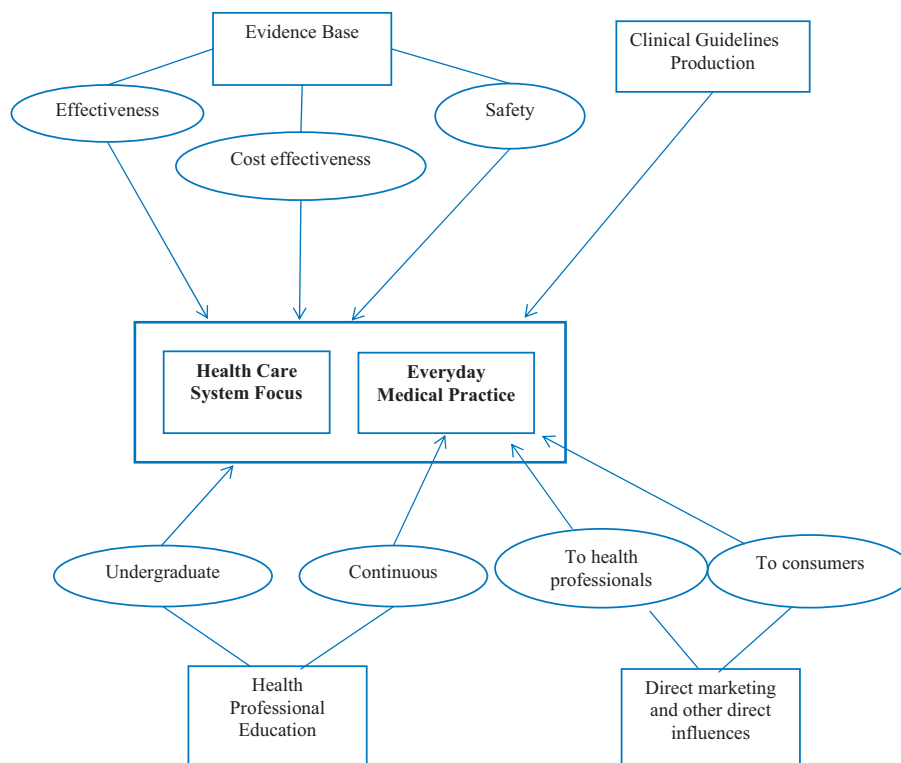 Evidence Base
Clinical Guidelines
Production
Effectiveness
Safety
Cost effectiveness
Health Care
System Focus
Everyday
Medical Practice
Undergraduate
Continuous
To health
professionals
To consumers
Health
Professional
Education
Direct marketing
and other direct
influences